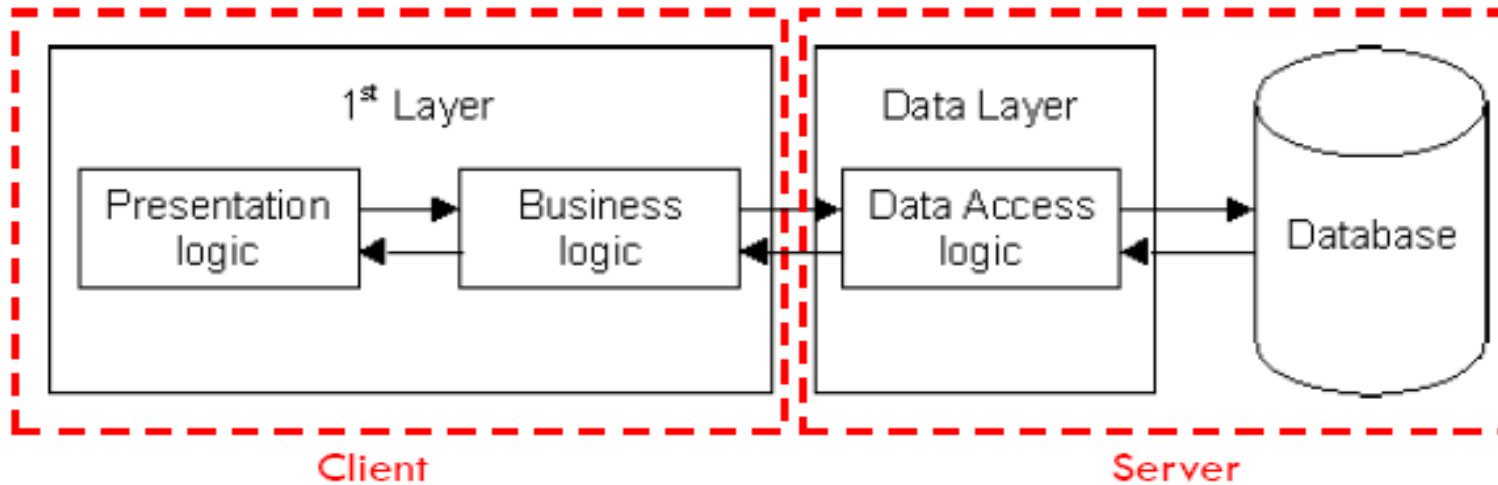 1st Layer
Data Layer
Presentation
logic
Business
logic
Data Access
logic
Database
Client
Server